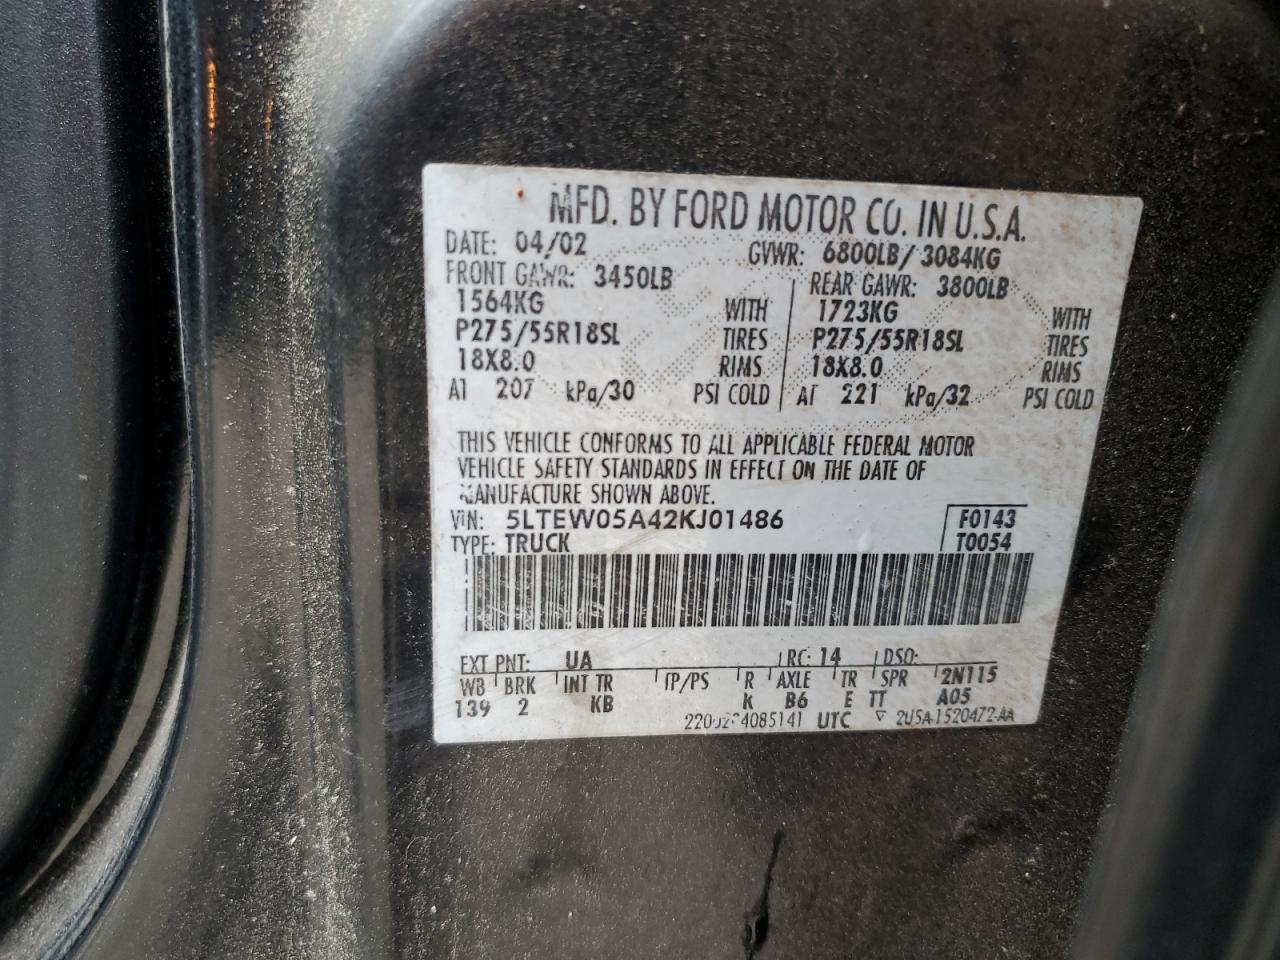 MFD. BY FORD MOTOR CO. IN U.S.A.
DATE: 04/02 GVWR: 6800LB/ 3084KG
FRONT GAWR: 3450LB REAR GAWR: 3800LB
1564KG WITH 1723KG WITH
P275/55R18SL TIRES P275/55R18SL TIRES
18X8.0 RIMS 18X8.0 RIMS
AT 207 kPa/30 PSI COLD AT 221 kPa/32 PSI COLD
THIS VEHICLE CONFORMS TO ALL APPLICABLE FEDERAL MOTOR
VEHICLE SAFETY STANDARDS IN EFFECT ON THE DATE OF
MANUFACTURE SHOWN ABOVE.
VIN: 5LTEW05A42KJ01486 F0143
TYPE: TRUCK T0054
EXT PNT: UA RC: 14 DSO:
WB BRK INT TR TP/PS R AXLE TR SPR 2N115
139 2 KB K B6 E TT A05
UTC ▽ 2U5A-1520472-AA